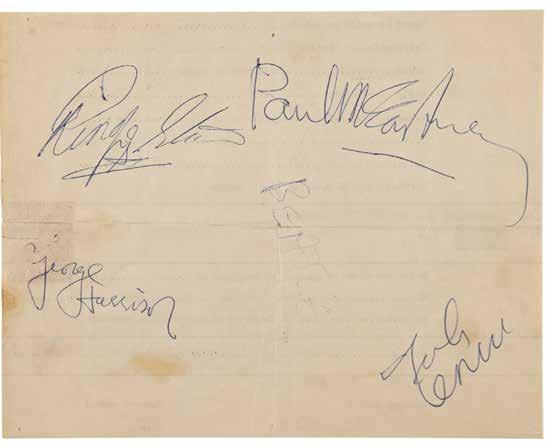 Ringo Starr
Paul McCartney
George
Harrison
John
Lennon